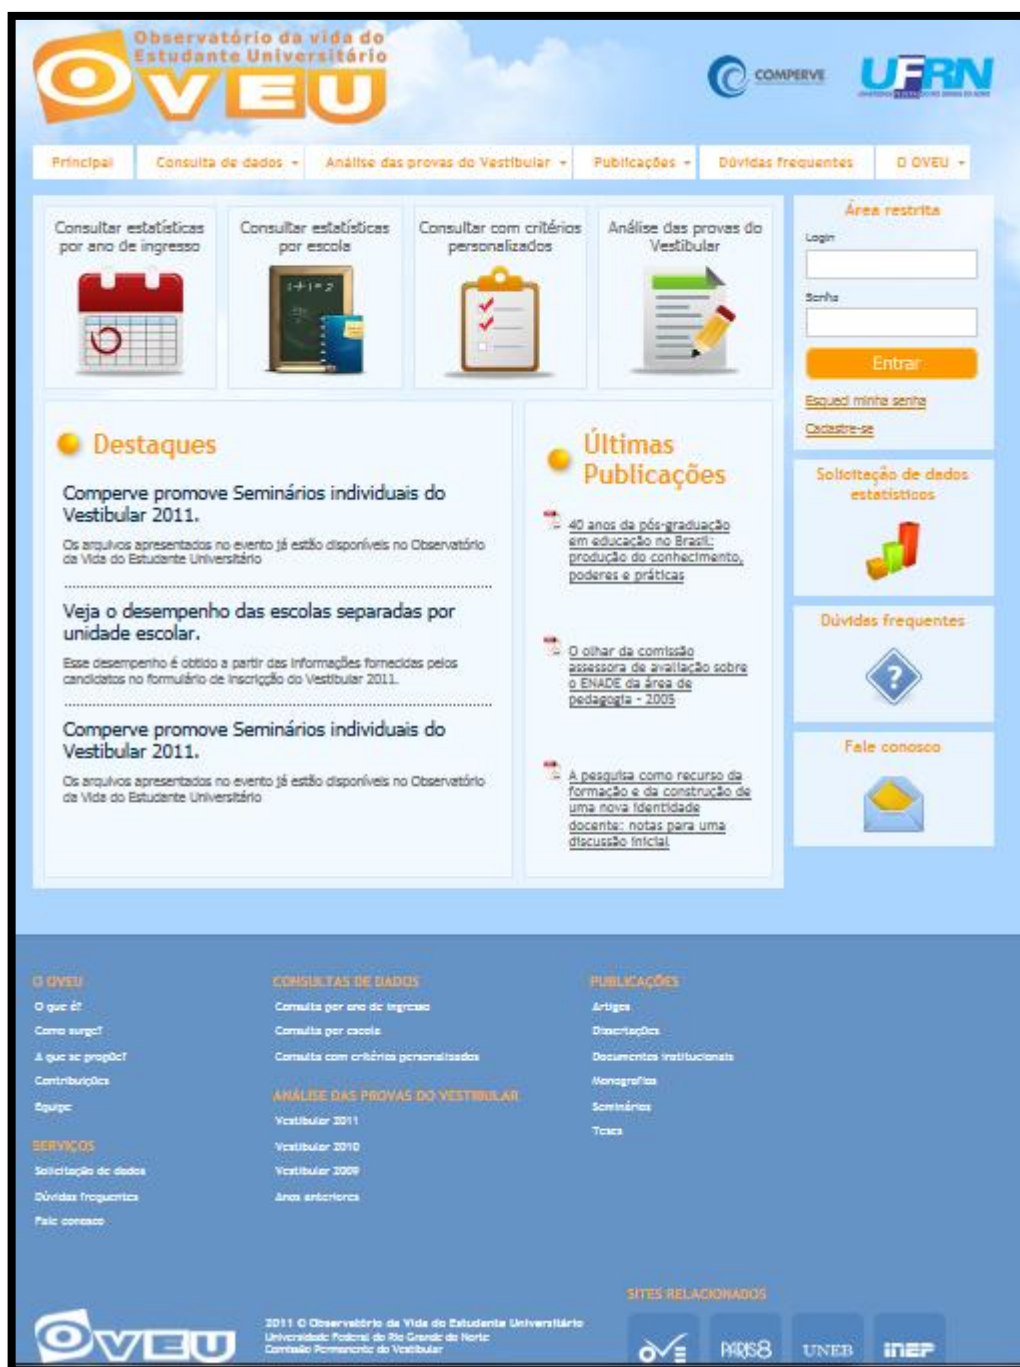 Observatório da vida do
Estudante Universitário
OVEU
COMPERVE
UFRN
Principal
Consulta de dados
Análise das provas do Vestibular
Publicações
Dúvidas frequentes
O OVEU
Consultar estatísticas
por ano de ingresso
Consultar estatísticas
por escola
1+1=2
Consultar com critérios
personalizados
Análise das provas do
Vestibular
Área restrita
Login
Senha
Entrar
Esqueci minha senha
Cadastre-se
Destaques
Comperve promove Seminários individuais do
Vestibular 2011.
Os arquivos apresentados no evento já estão disponíveis no Observatório
da Vida do Estudante Universitário
Veja o desempenho das escolas separadas por
unidade escolar.
Esse desempenho é obtido a partir das informações fornecidas pelos
candidatos no formulário de inscrição do Vestibular 2011.
Comperve promove Seminários individuais do
Vestibular 2011.
Os arquivos apresentados no evento já estão disponíveis no Observatório
da Vida do Estudante Universitário
Últimas
Publicações
40 anos da pós-graduação
em educação no Brasil:
produção do conhecimento,
poderes e práticas
O olhar da comissão
assessora de avaliação sobre
o ENADE da área de
pedagogia - 2005
A pesquisa como recurso da
formação e da construção de
uma nova identidade
docente: notas para uma
discussão inicial
Solicitação de dados
estatísticos
Dúvidas frequentes
?
Fale conosco
O OVEU
O que é?
Como surge?
A que se propõe?
Contribuições
Equipe
SERVIÇOS
Solicitação de dados
Dúvidas frequentes
Fale conosco
CONSULTAS DE DADOS
Consulta por ano de ingresso
Consulta por escola
Consulta com critérios personalizados
ANÁLISE DAS PROVAS DO VESTIBULAR
Vestibular 2011
Vestibular 2010
Vestibular 2009
Anos anteriores
PUBLICAÇÕES
Artigos
Dissertações
Documentos institucionais
Monografias
Seminários
Teses
OVEU
2011 © Observatório da Vida do Estudante Universitário
Universidade Federal do Rio Grande do Norte
Comissão Permanente do Vestibular
SITES RELACIONADOS
OVE
PARIS8
UNEB
INEP